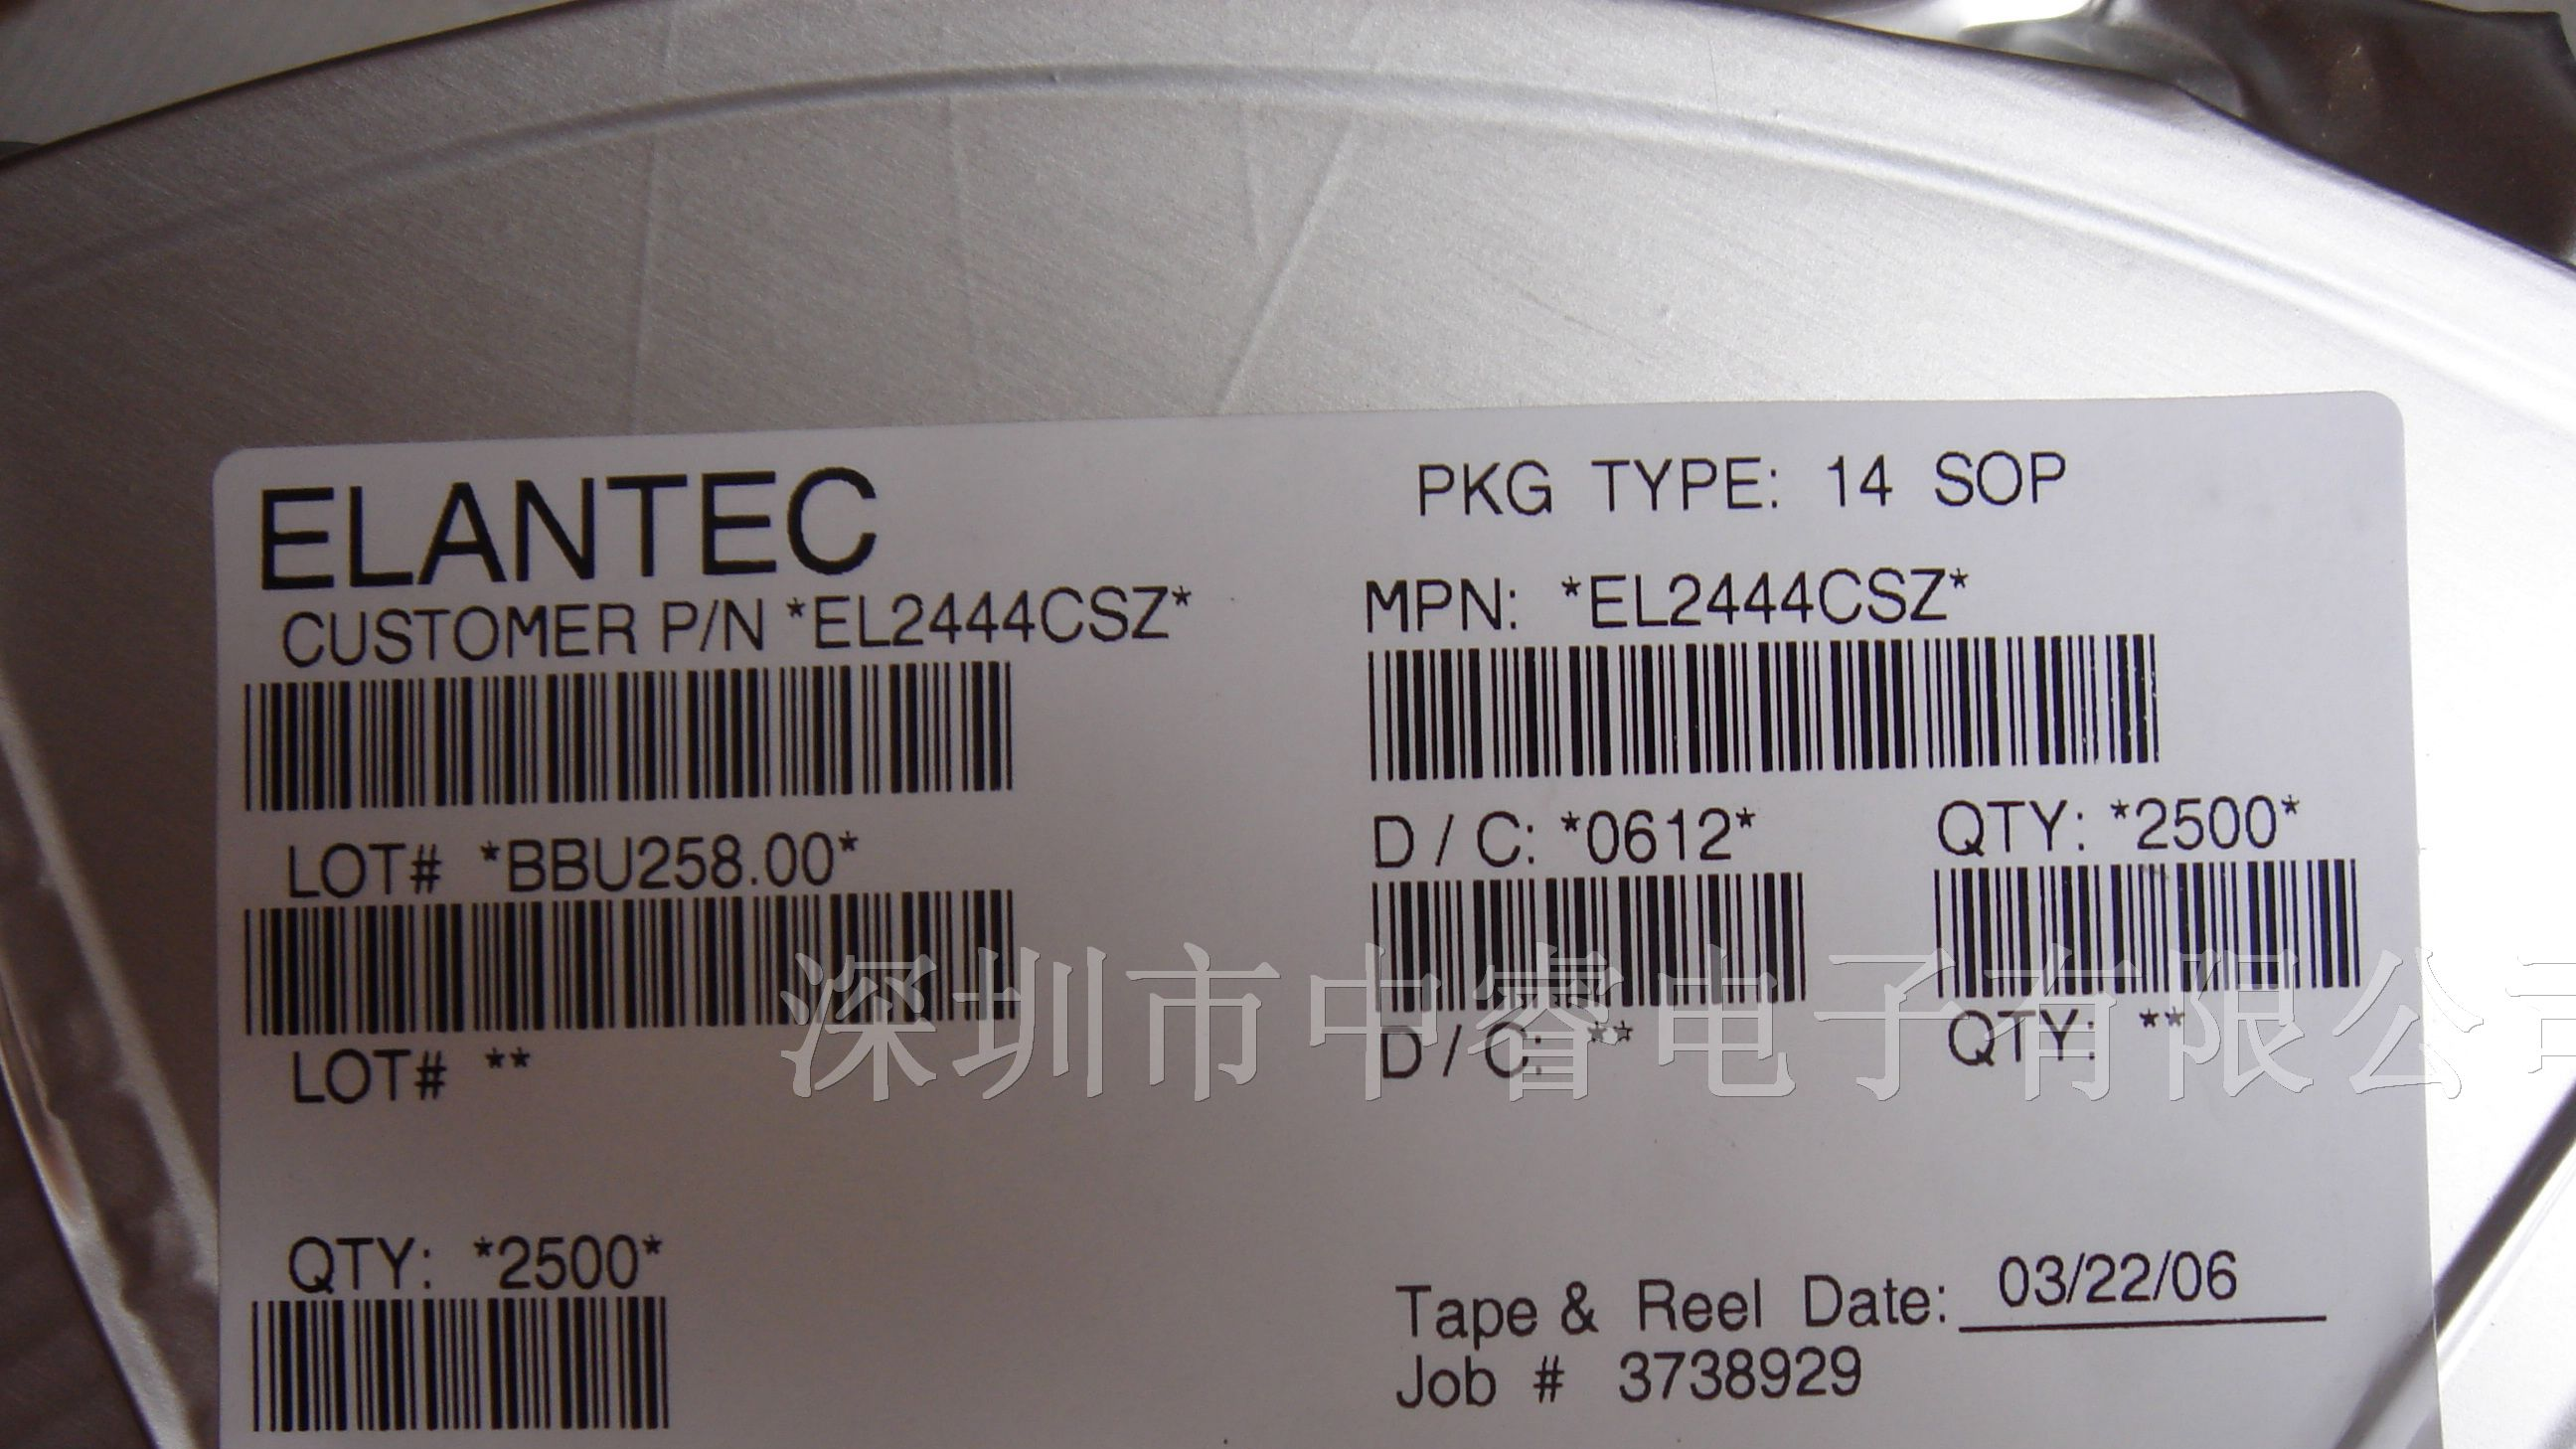 ELANTEC
PKG TYPE: 14 SOP
CUSTOMER P/N *EL2444CSZ*
MPN: *EL2444CSZ*
LOT# *BBU258.00*
D / C: *0612*
QTY: *2500*
LOT# **
D / C: **
QTY: **
深圳市中睿电子有限公司
QTY: *2500*
Tape & Reel Date: 03/22/06
Job # 3738929